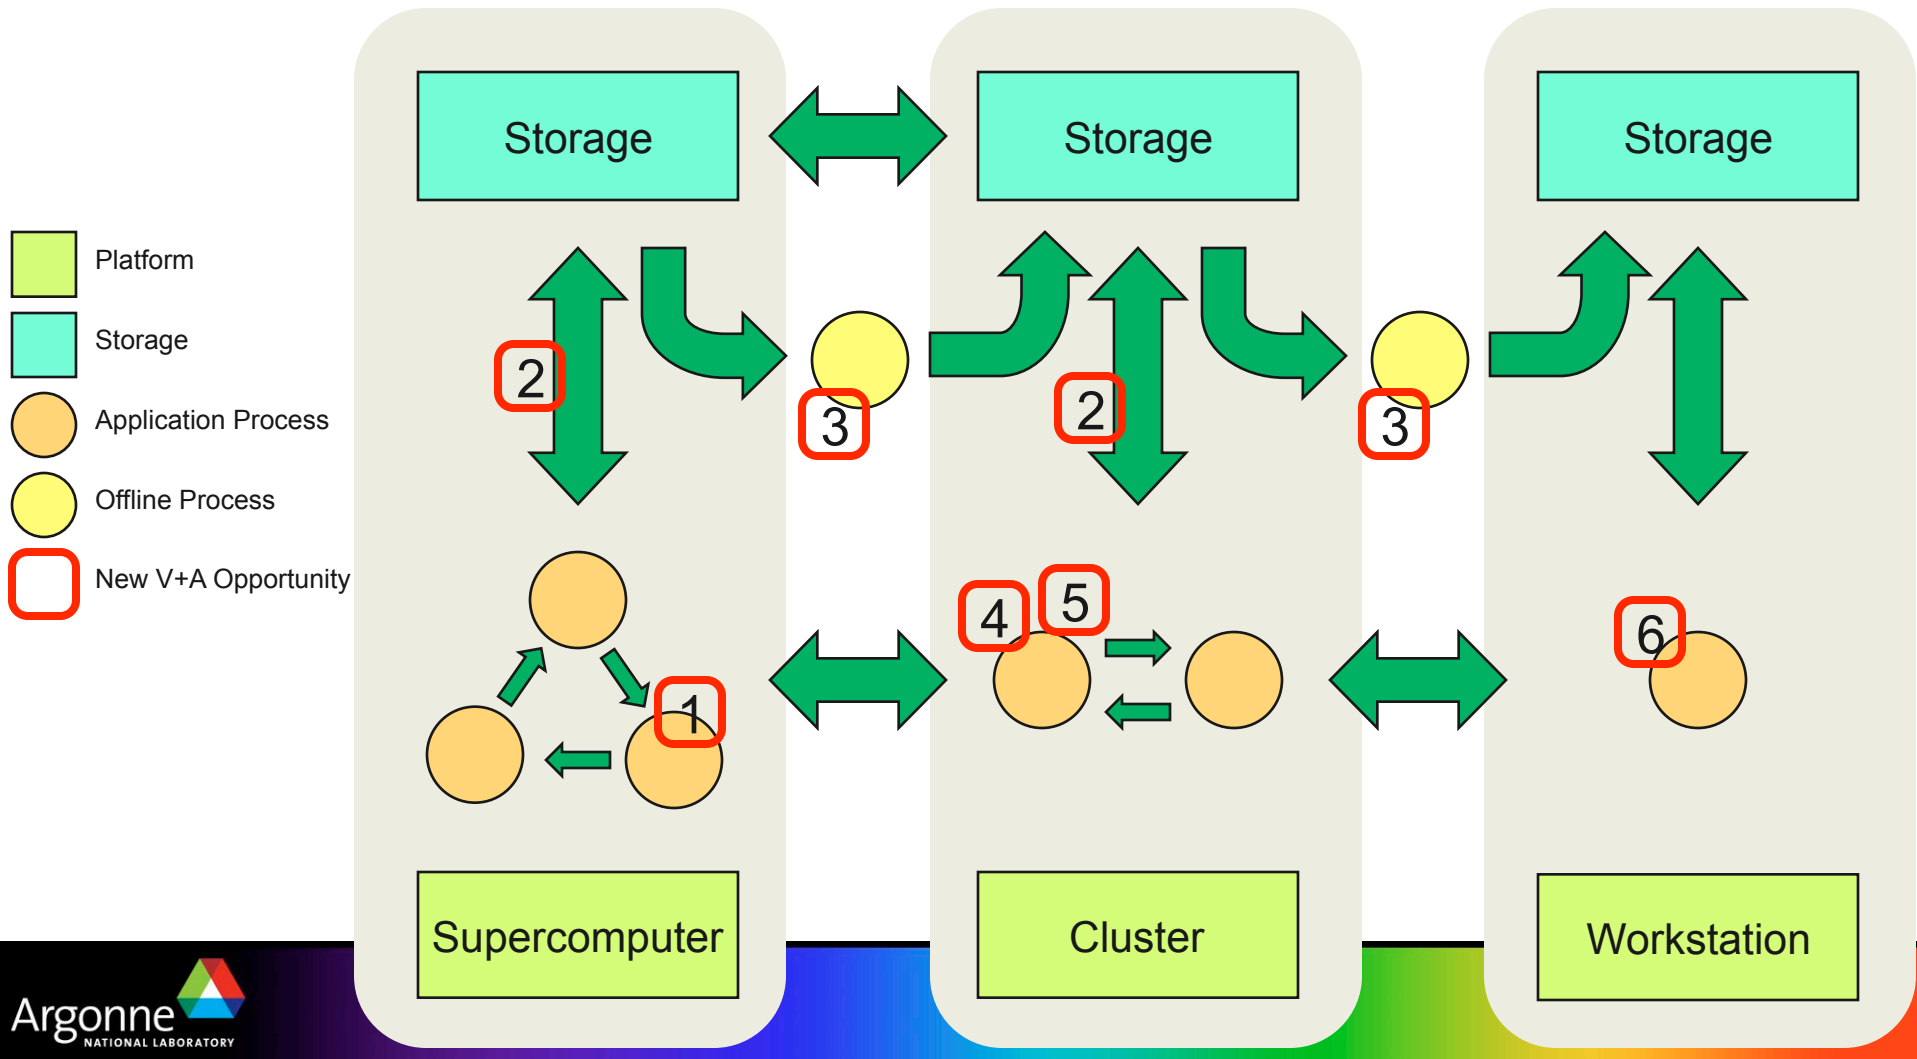 Storage
Storage
Storage
Platform
Storage
Application Process
Offline Process
New V+A Opportunity
2
3
2
3
4
5
6
1
Supercomputer
Cluster
Workstation
Argonne
NATIONAL LABORATORY